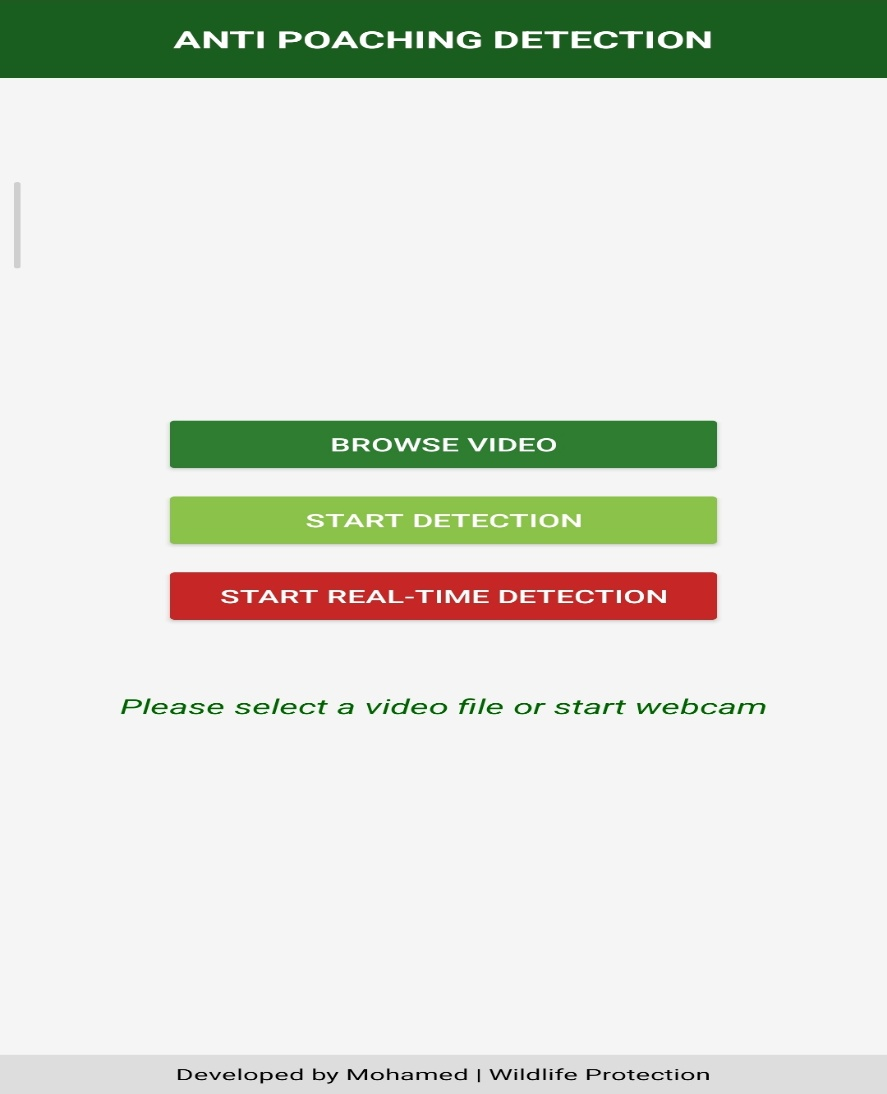 ANTI POACHING DETECTION
BROWSE VIDEO
START DETECTION
START REAL-TIME DETECTION
Please select a video file or start webcam
Developed by Mohamed | Wildlife Protection